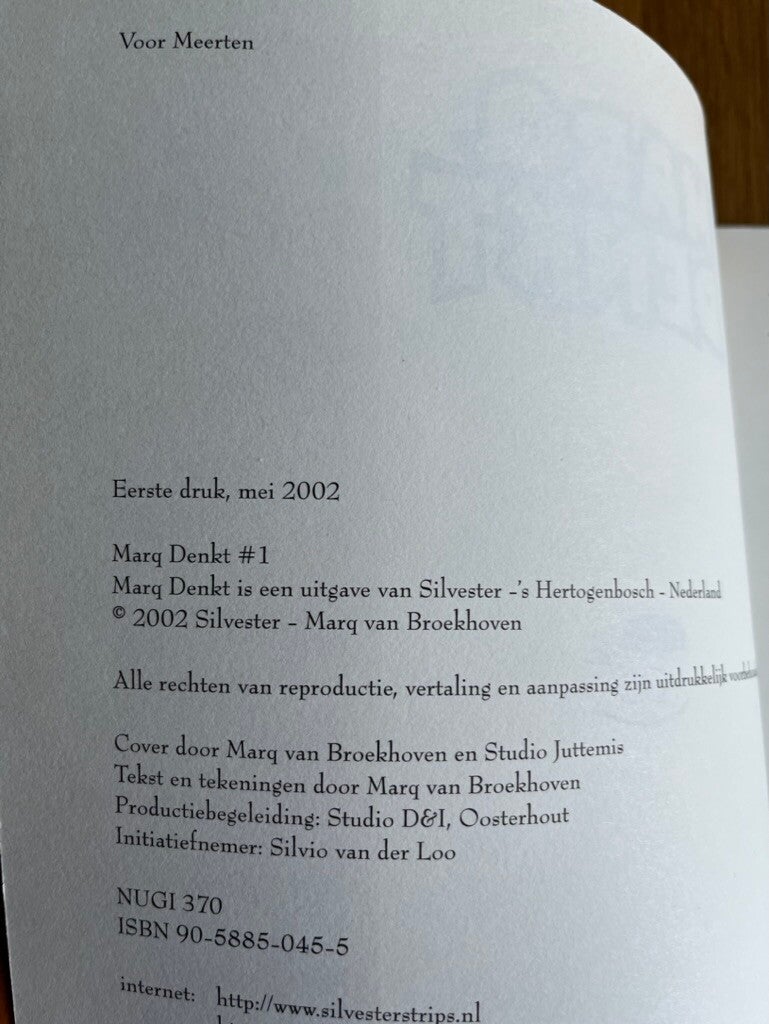 Voor Meerten
Eerste druk, mei 2002
Marq Denkt #1
Marq Denkt is een uitgave van Silvester -'s Hertogenbosch - Nederland
© 2002 Silvester - Marq van Broekhoven
Alle rechten van reproductie, vertaling en aanpassing zijn uitdrukkelijk
Cover door Marq van Broekhoven en Studio Juttemis
Tekst en tekeningen door Marq van Broekhoven
Productiebegeleiding: Studio D&I, Oosterhout
Initiatiefnemer: Silvio van der Loo
NUGI 370
ISBN 90-5885-045-5
internet: http://www.silvesterstrips.nl